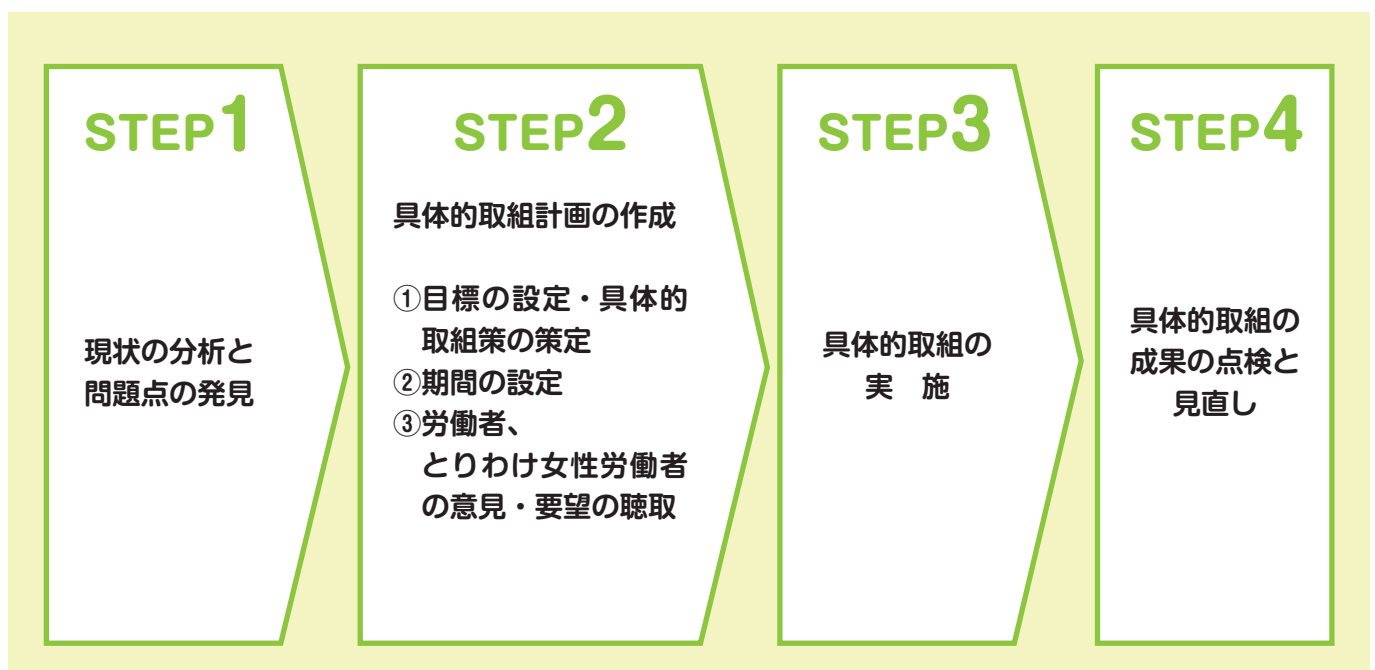 STEP1
現状の分析と
問題点の発見
STEP2
具体的取組計画の作成
①目標の設定・具体的
取組策の策定
②期間の設定
③労働者、
とりわけ女性労働者
の意見・要望の聴取
STEP3
具体的取組の
実　施
STEP4
具体的取組の
成果の点検と
見直し